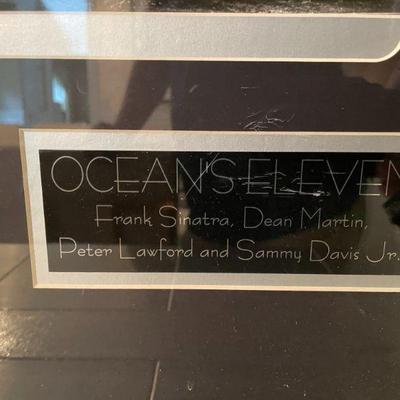 OCEAN'S ELEVEN
Frank Sinatra, Dean Martin,
Peter Lawford and Sammy Davis Jr.